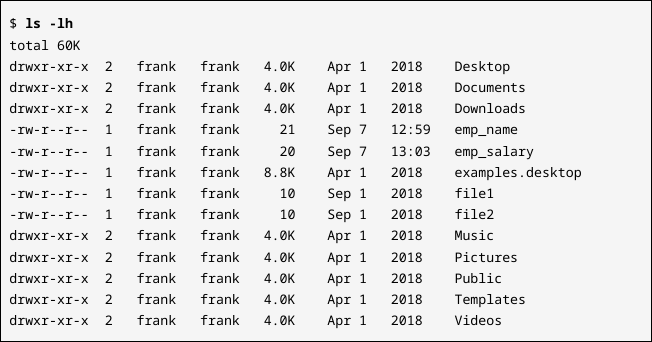 $ ls -lh
total 60K
drwxr-xr-x 2 frank frank 4.0K Apr 1 2018 Desktop
drwxr-xr-x 2 frank frank 4.0K Apr 1 2018 Documents
drwxr-xr-x 2 frank frank 4.0K Apr 1 2018 Downloads
-rw-r--r-- 1 frank frank 21 Sep 7 12:59 emp_name
-rw-r--r-- 1 frank frank 20 Sep 7 13:03 emp_salary
-rw-r--r-- 1 frank frank 8.8K Apr 1 2018 examples.desktop
-rw-r--r-- 1 frank frank 10 Sep 1 2018 file1
-rw-r--r-- 1 frank frank 10 Sep 1 2018 file2
drwxr-xr-x 2 frank frank 4.0K Apr 1 2018 Music
drwxr-xr-x 2 frank frank 4.0K Apr 1 2018 Pictures
drwxr-xr-x 2 frank frank 4.0K Apr 1 2018 Public
drwxr-xr-x 2 frank frank 4.0K Apr 1 2018 Templates
drwxr-xr-x 2 frank frank 4.0K Apr 1 2018 Videos